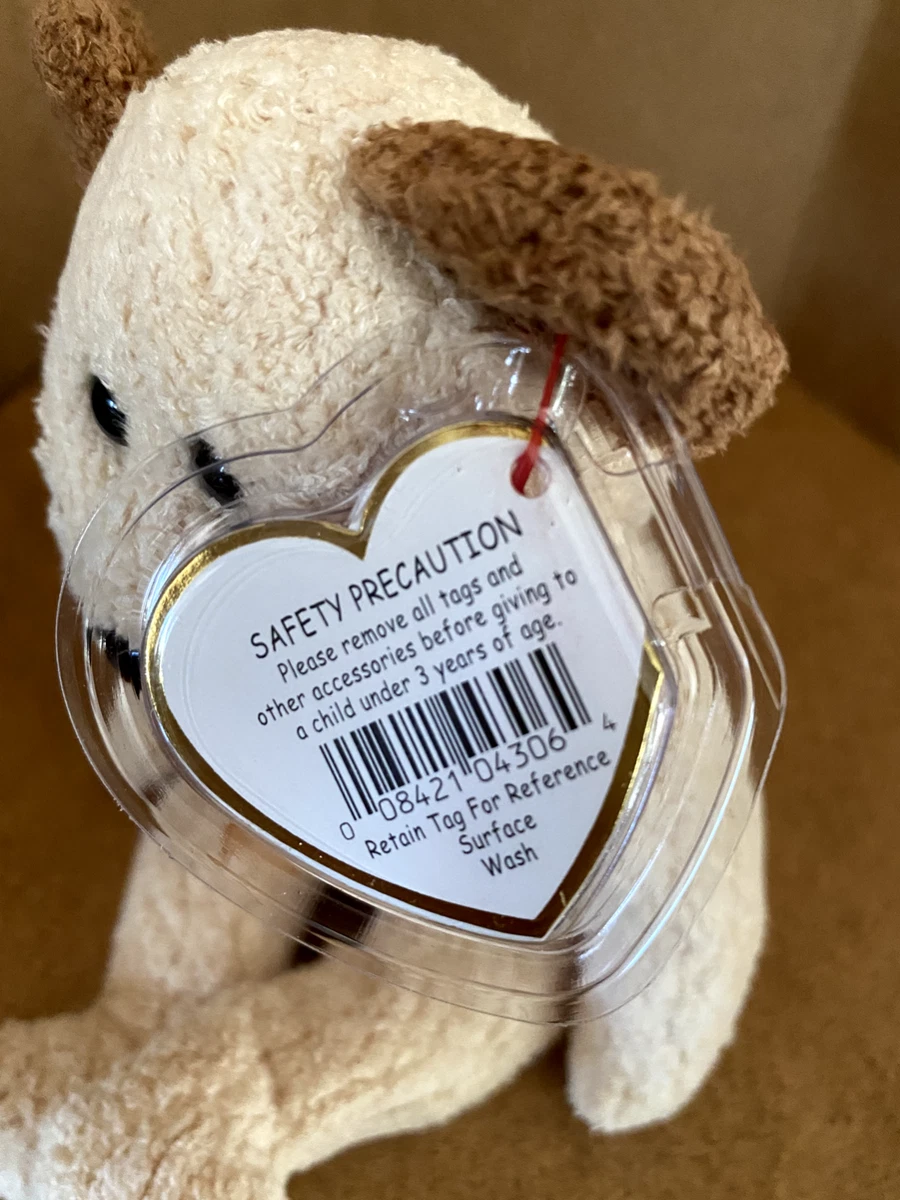 SAFETY PRECAUTION
Please remove all tags and
other accessories before giving to
a child under 3 years of age.
0 08421 04306 4
Retain Tag For Reference
Surface
Wash